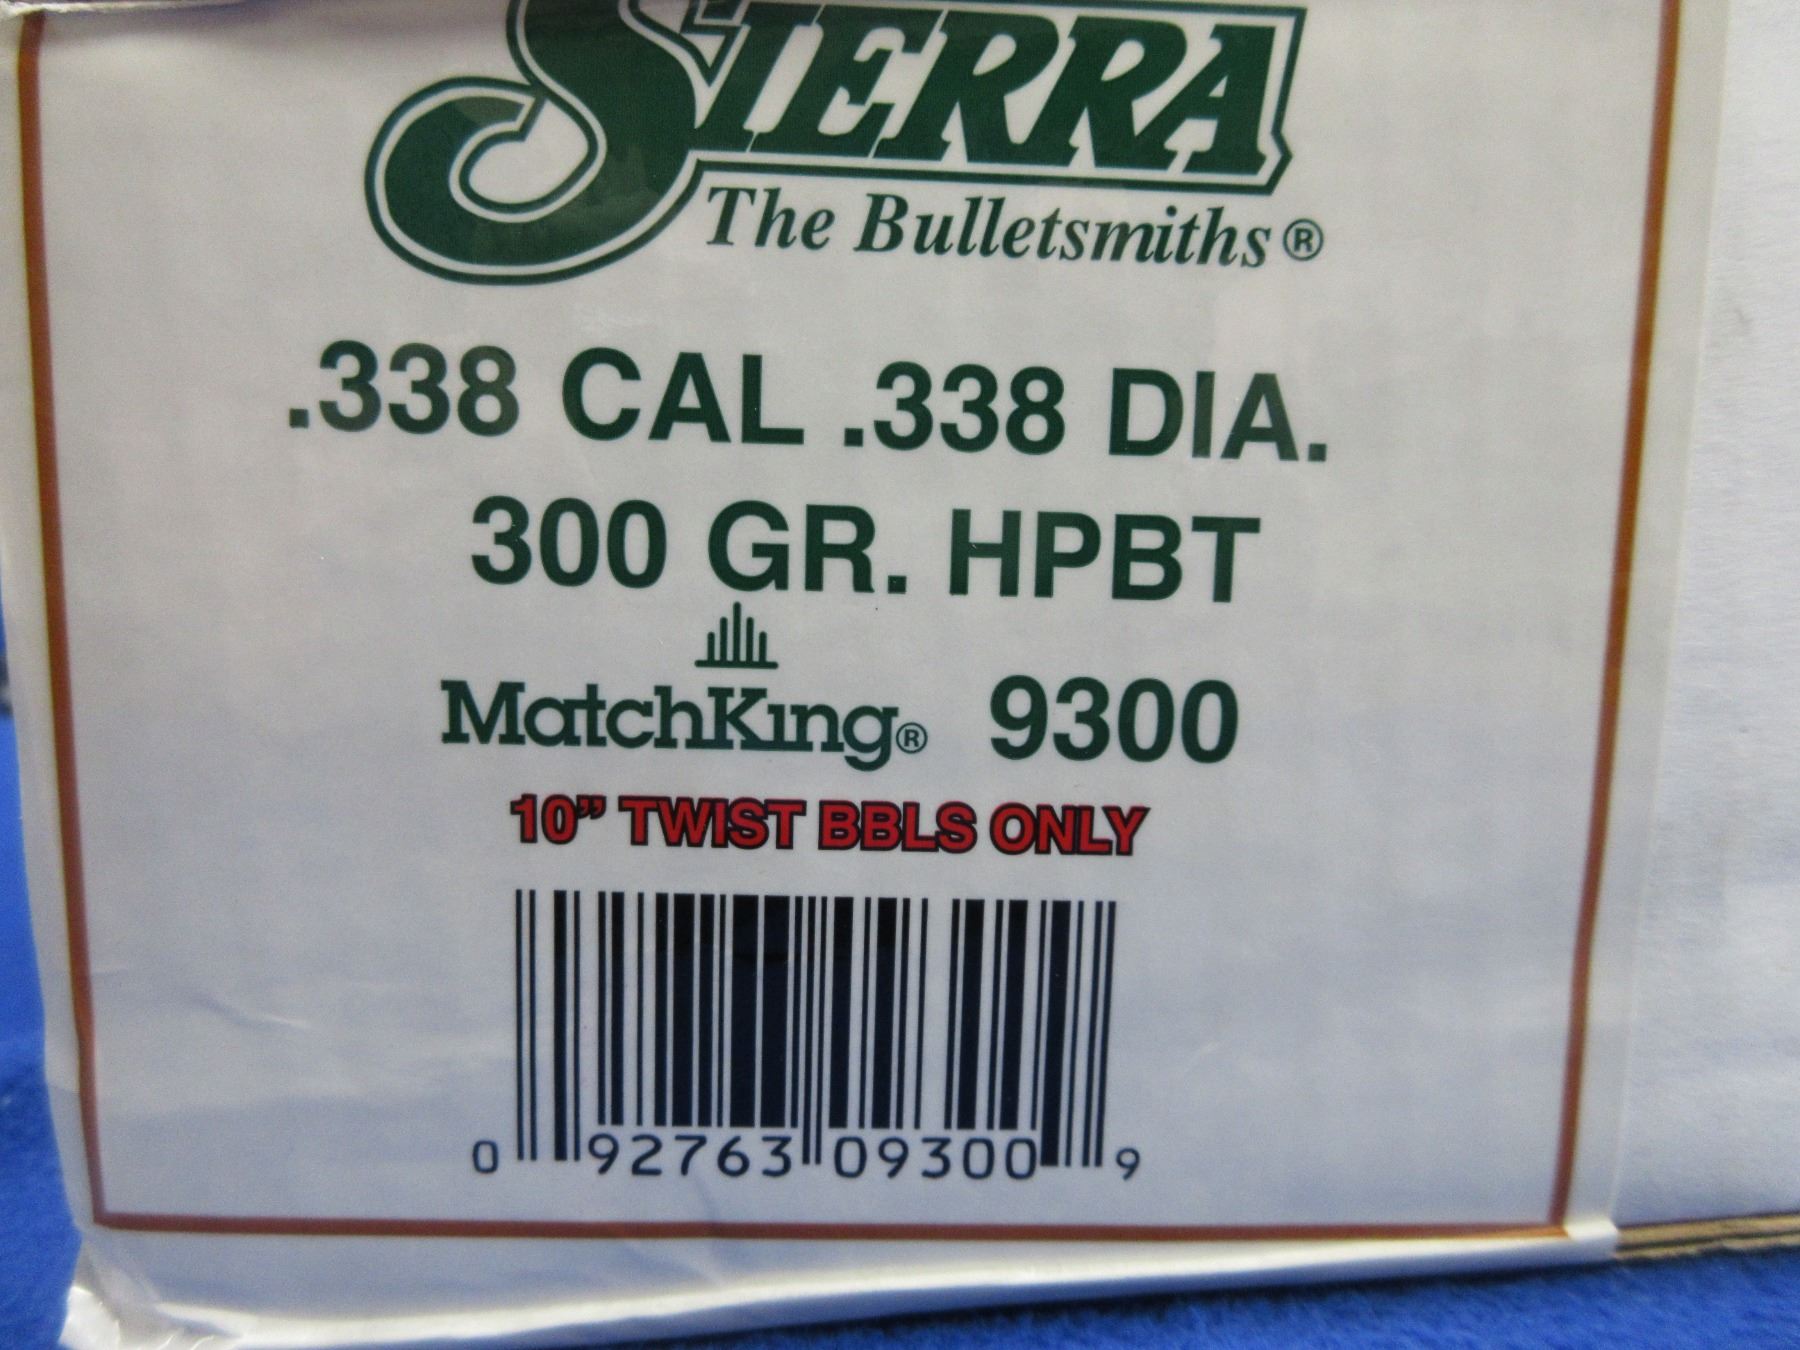 SIERRA
The Bulletsmiths®
.338 CAL .338 DIA.
300 GR. HPBT
MatchKing® 9300
10” TWIST BBLS ONLY
0 92763 09300 9